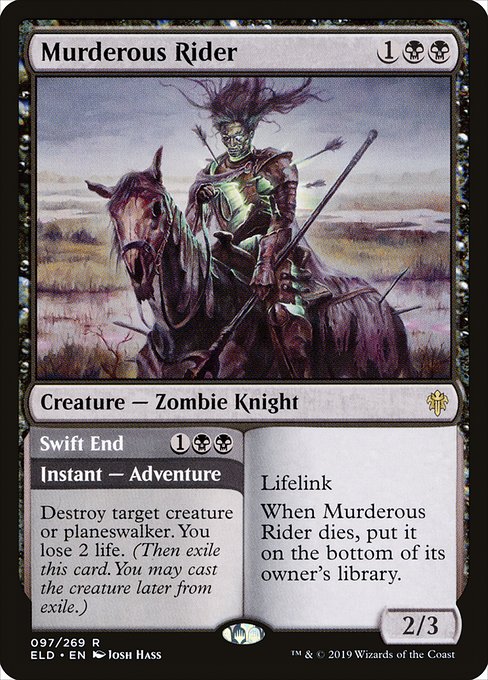 Murderous Rider 1
Creature — Zombie Knight
Swift End 1
Instant — Adventure
Destroy target creature
or planeswalker. You
lose 2 life. (Then exile
this card. You may cast
the creature later from
exile.)
Lifelink
When Murderous
Rider dies, put it
on the bottom of its
owner's library.
2/3
097/269 R
ELD • EN Josh Hass
™ & © 2019 Wizards of the Coast